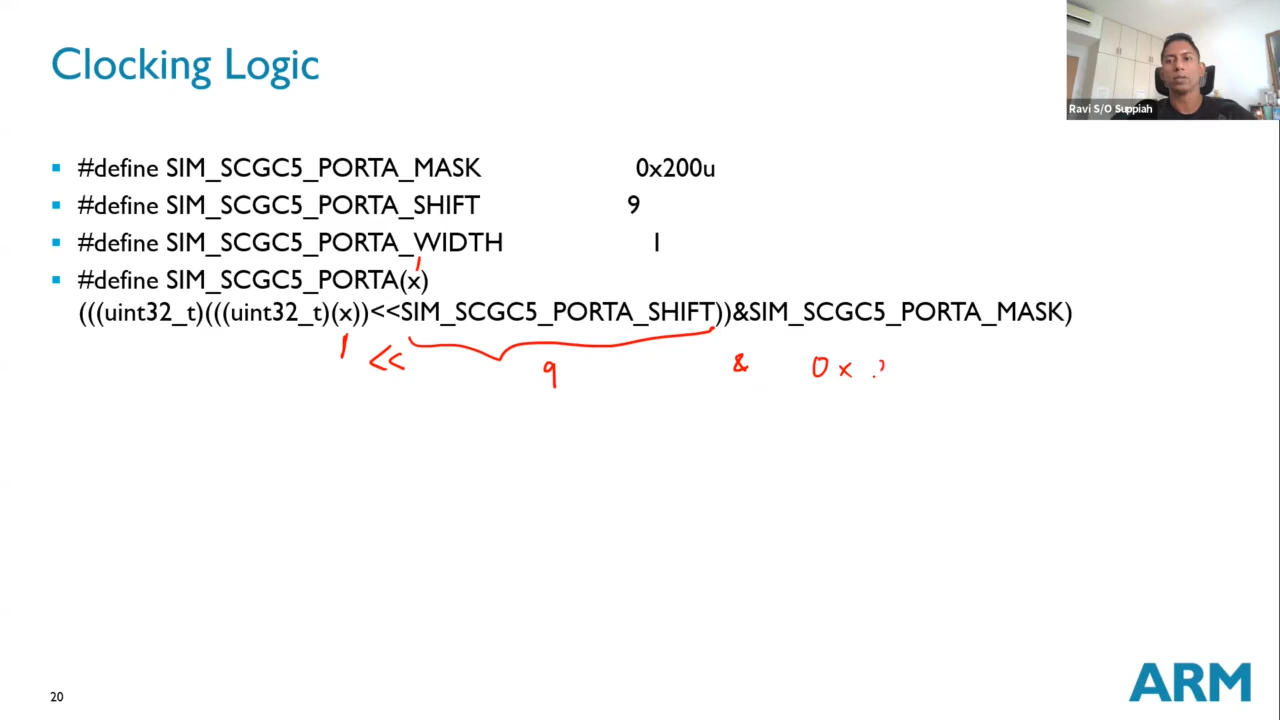 Clocking Logic
Ravi S/O Suppiah
#define SIM_SCGC5_PORTA_MASK 0x200u
#define SIM_SCGC5_PORTA_SHIFT 9
#define SIM_SCGC5_PORTA_WIDTH 1
#define SIM_SCGC5_PORTA(x)
(((uint32_t)(((uint32_t)(x))<<SIM_SCGC5_PORTA_SHIFT))&SIM_SCGC5_PORTA_MASK)
1 << 9 & 0x
20
ARM